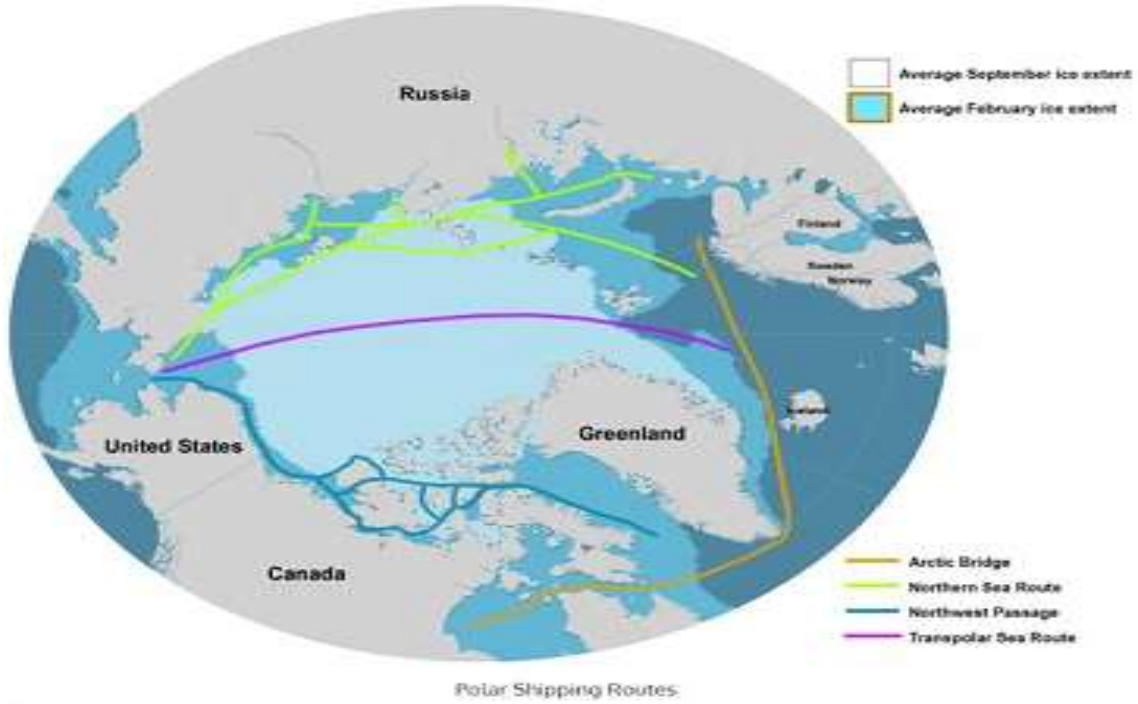 Average September ice extent
Average February ice extent
Russia
Finland
Sweden
Norway
Iceland
United States
Greenland
Canada
Arctic Bridge
Northern Sea Route
Northwest Passage
Transpolar Sea Route
Polar Shipping Routes